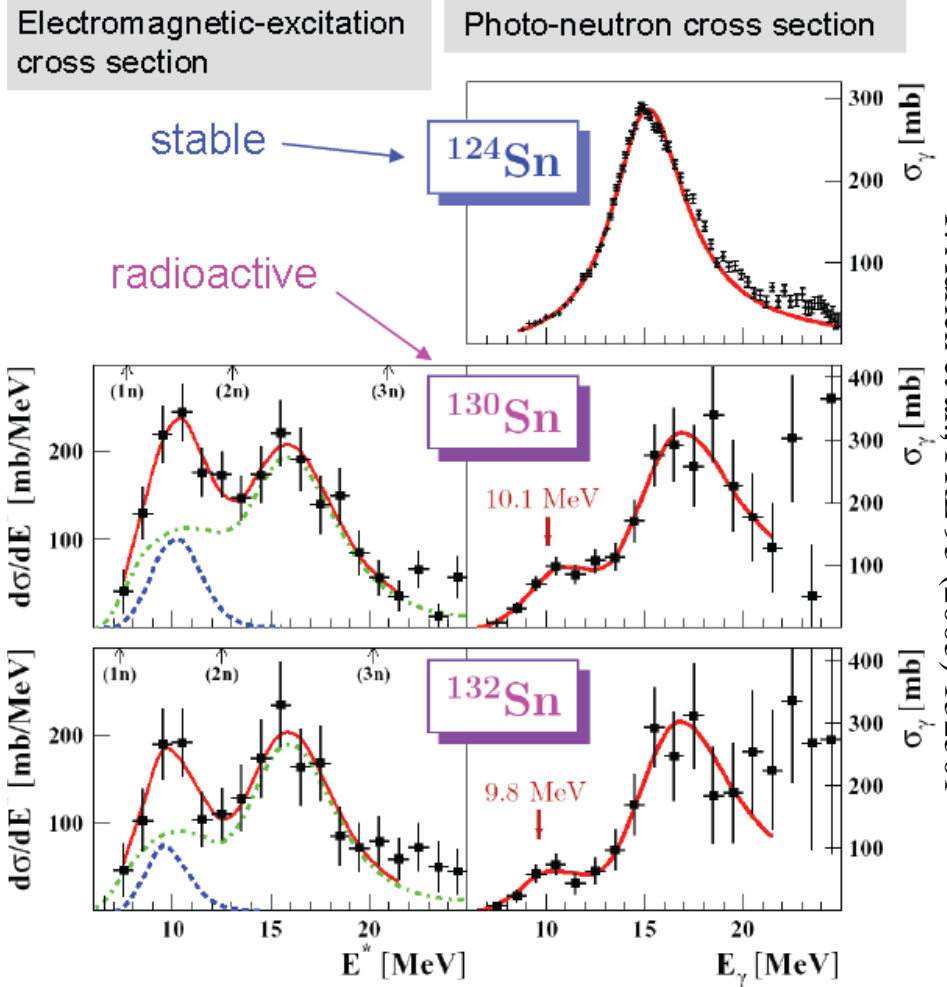 Electromagnetic-excitation
cross section
Photo-neutron cross section
stable
radioactive
¹²⁴Sn
300
200
100
σγ [mb]
(1n)
(2n)
(3n)
¹³⁰Sn
dσ/dE* [mb/MeV]
200
100
10.1 MeV
400
300
200
100
σγ [mb]
(1n)
(2n)
(3n)
¹³²Sn
dσ/dE* [mb/MeV]
200
100
9.8 MeV
400
300
200
100
σγ [mb]
10
15
20
E* [MeV]
10
15
20
Eγ [MeV]